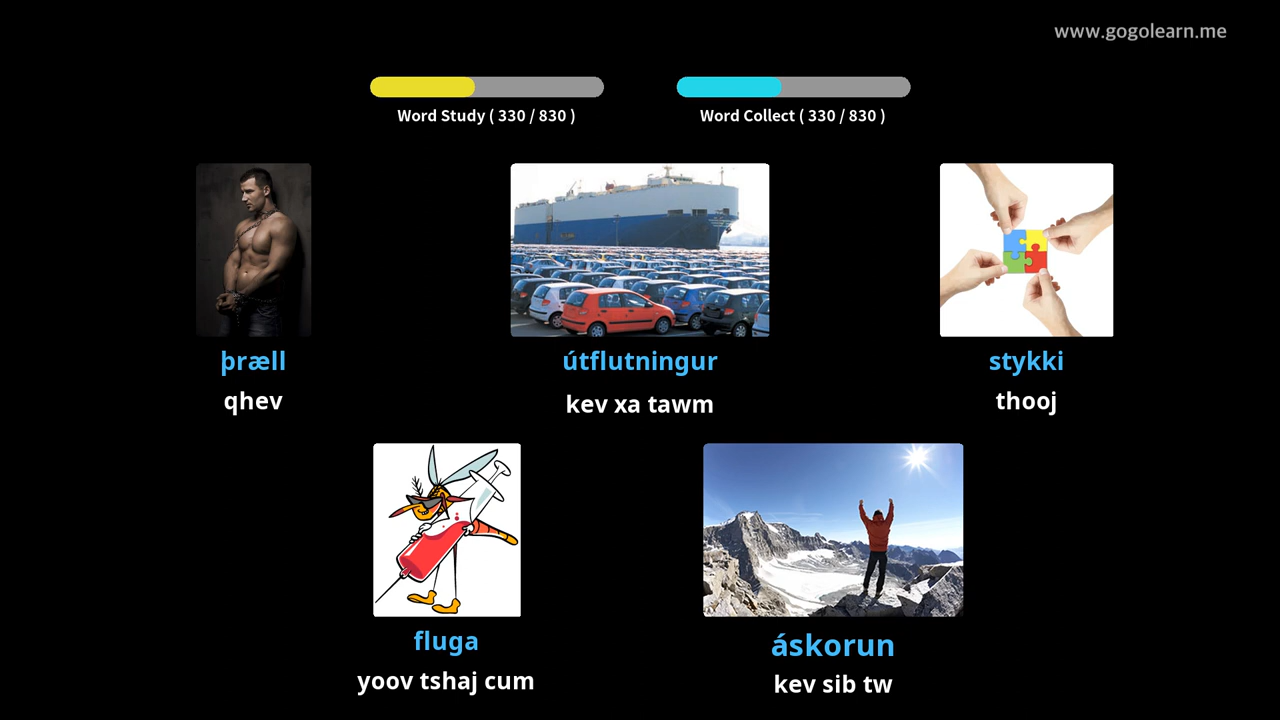 www.gogolearn.me
Word Study ( 330 / 830 )
Word Collect ( 330 / 830 )
þræll
útflutningur
stykki
qhev
kev xa tawm
thooj
fluga
áskorun
yoov tshaj cum
kev sib tw